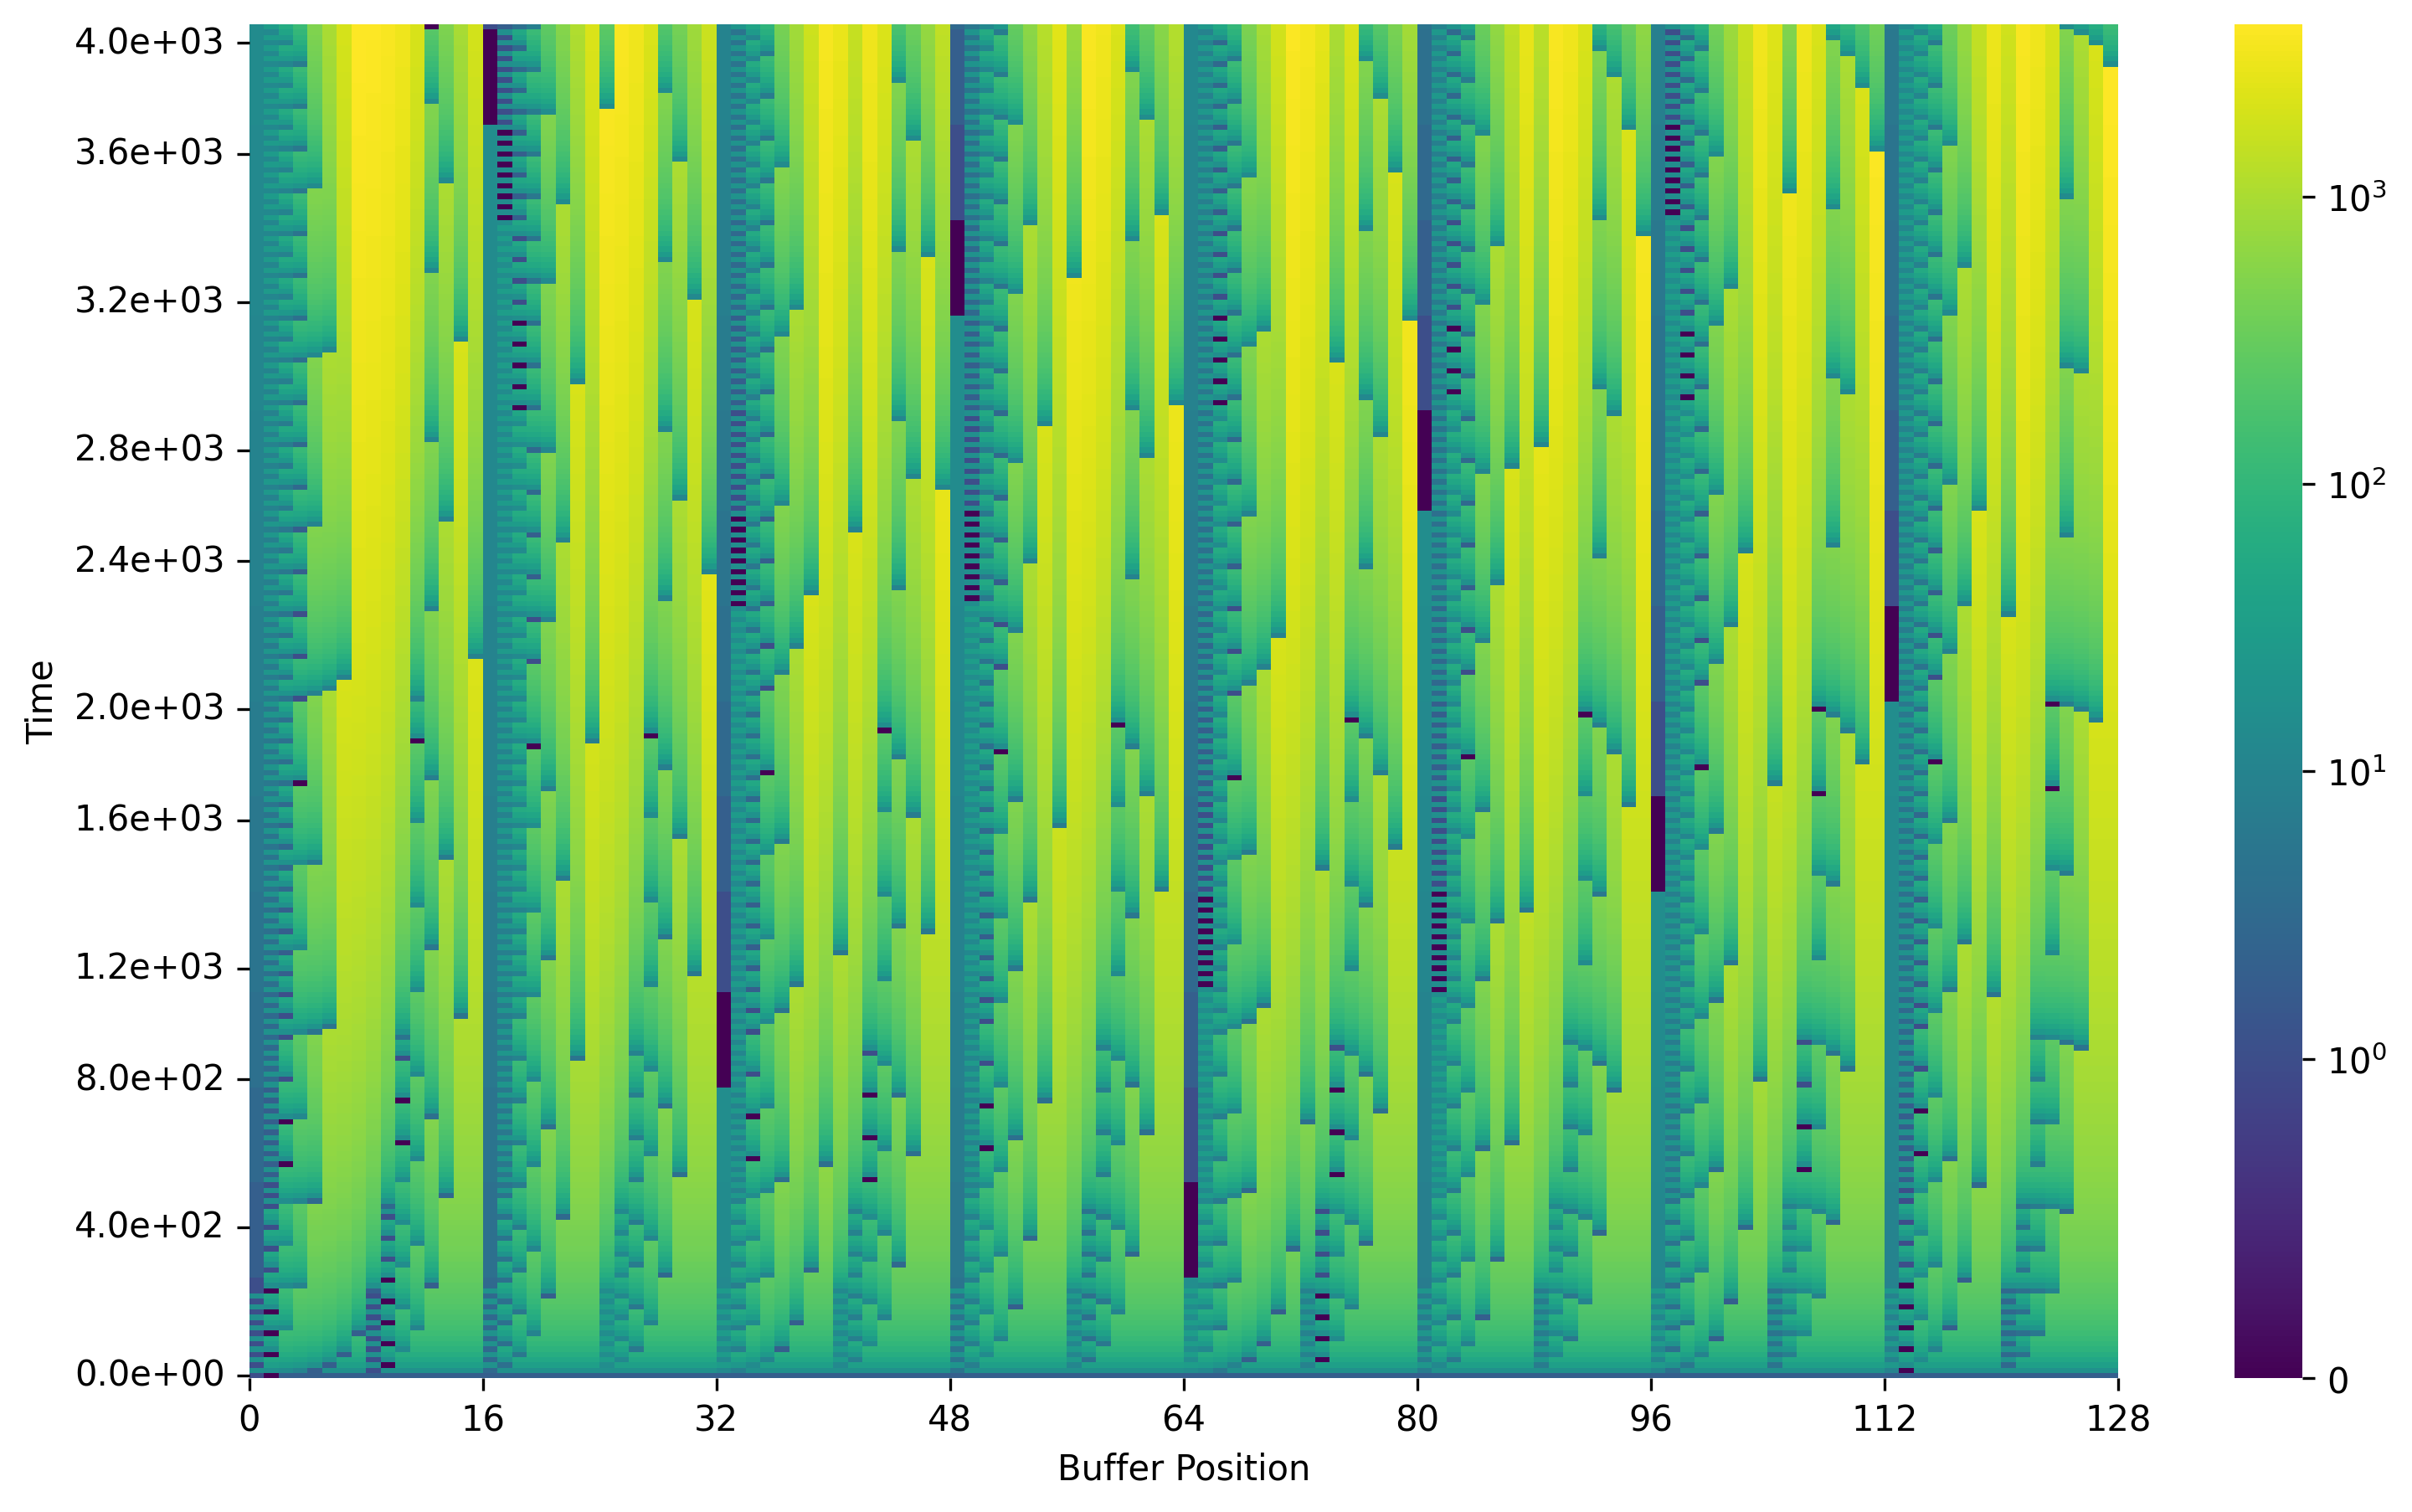 4.0e+03
3.6e+03
3.2e+03
2.8e+03
2.4e+03
2.0e+03
1.6e+03
1.2e+03
8.0e+02
4.0e+02
0.0e+00
Time
0 16 32 48 64 80 96 112 128
Buffer Position
10³
10²
10¹
10⁰
0